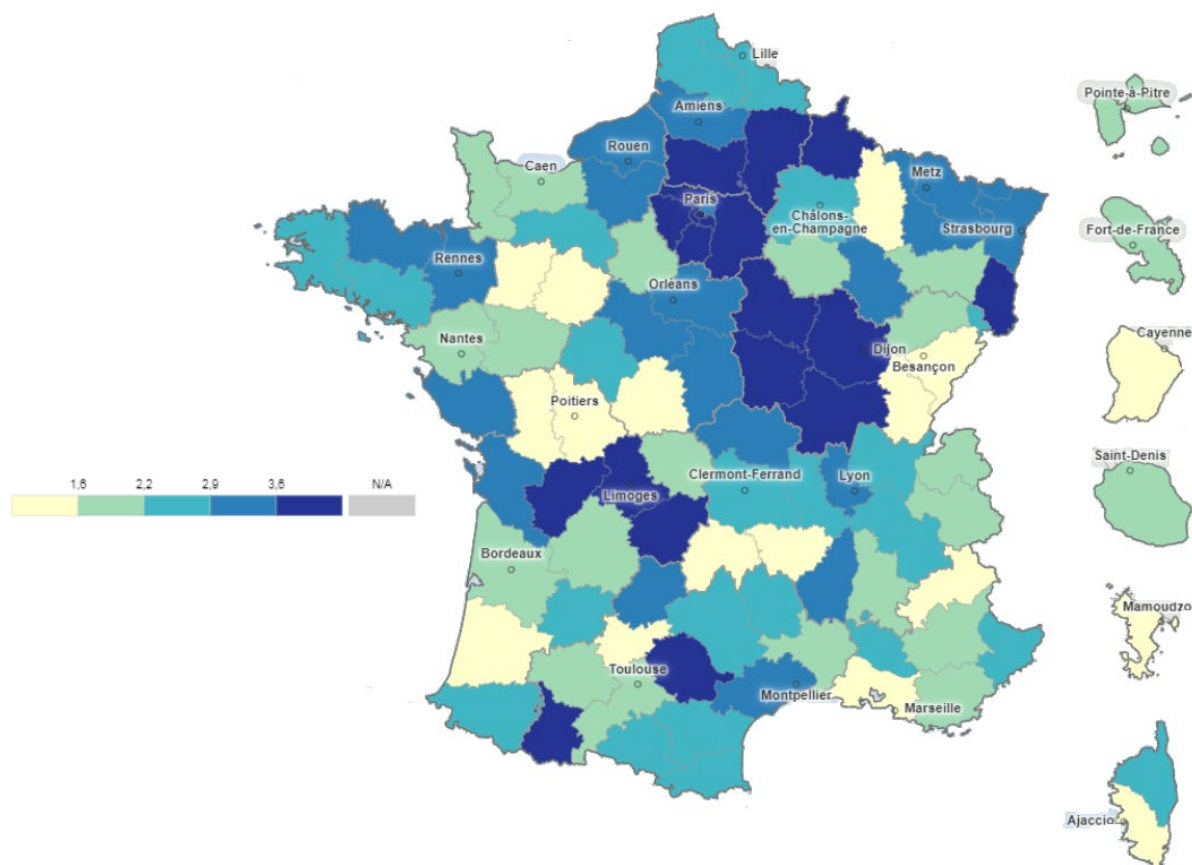 Lille
Pointe-à-Pitre
Amiens
Rouen
Caen
Metz
Paris
Châlons-
en-Champagne
Strasbourg
Fort-de-France
Rennes
Orléans
Cayenne
Nantes
Dijon
Besançon
Poitiers
Saint-Denis
Clermont-Ferrand
Lyon
Limoges
1,6 2,2 2,9 3,6 N/A
Bordeaux
Mamoudzo
Toulouse
Montpellier
Marseille
Ajaccio